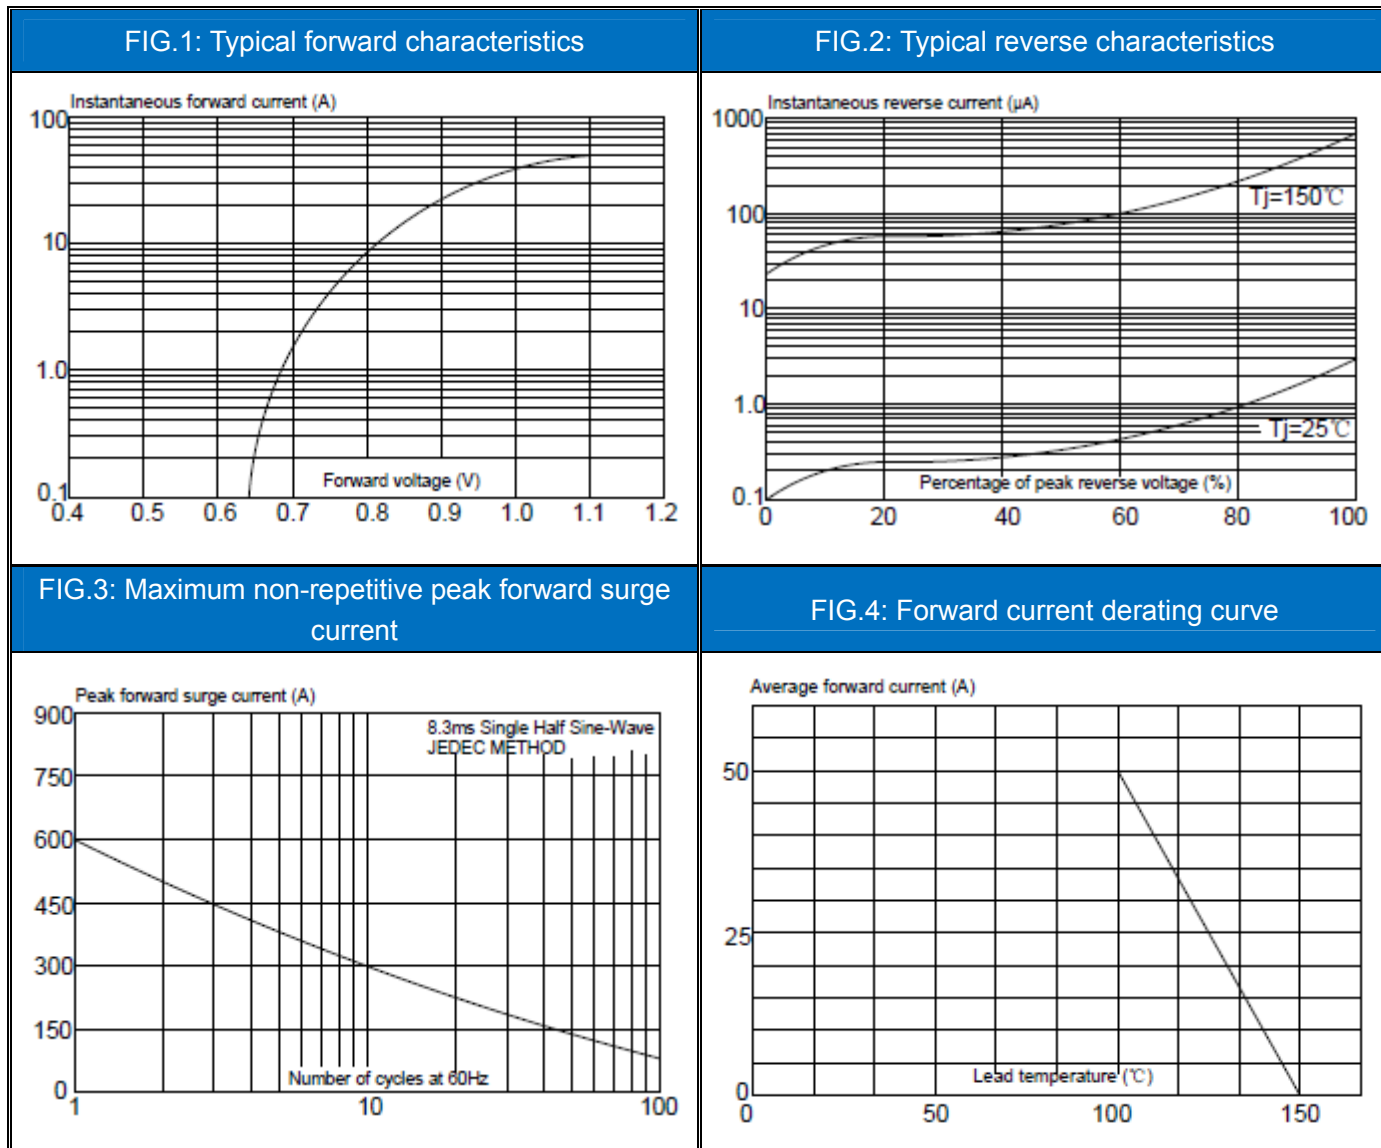 FIG.1: Typical forward characteristics
Instantaneous forward current (A)
100
10
1.0
0.1
Forward voltage (V)
0.4 0.5 0.6 0.7 0.8 0.9 1.0 1.1 1.2
FIG.2: Typical reverse characteristics
Instantaneous reverse current (μA)
1000
Tj=150℃
100
10
1.0
Tj=25℃
0.1
Percentage of peak reverse voltage (%)
0 20 40 60 80 100
FIG.3: Maximum non-repetitive peak forward surge
current
Peak forward surge current (A)
900
8.3ms Single Half Sine-Wave
JEDEC METHOD
750
600
450
300
150
0
Number of cycles at 60Hz
1 10 100
FIG.4: Forward current derating curve
Average forward current (A)
50
25
0
Lead temperature (℃)
0 50 100 150